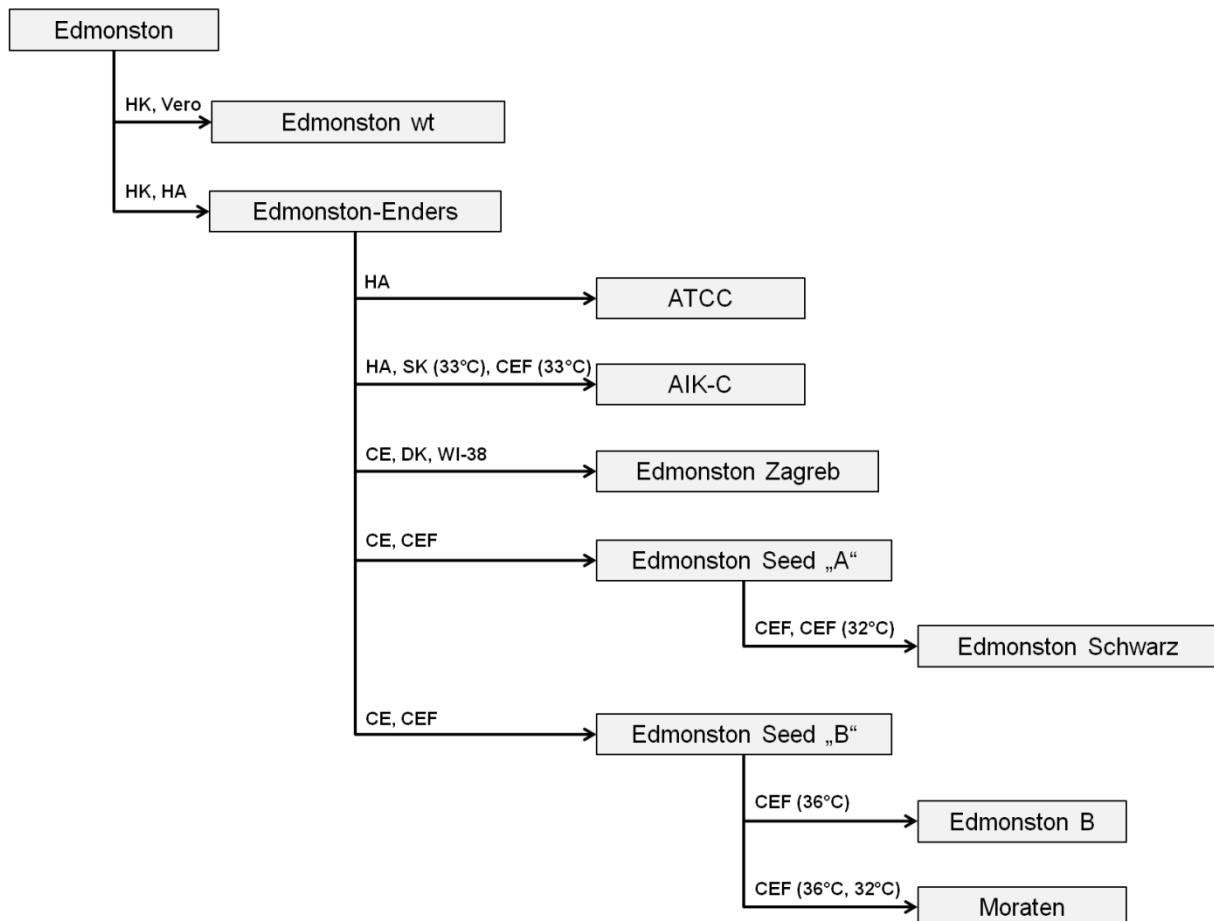 Edmonston
HK, Vero
Edmonston wt
HK, HA
Edmonston-Enders
HA
ATCC
HA, SK (33°C), CEF (33°C)
AIK-C
CE, DK, WI-38
Edmonston Zagreb
CE, CEF
Edmonston Seed „A“
CEF, CEF (32°C)
Edmonston Schwarz
CE, CEF
Edmonston Seed „B“
CEF (36°C)
Edmonston B
CEF (36°C, 32°C)
Moraten